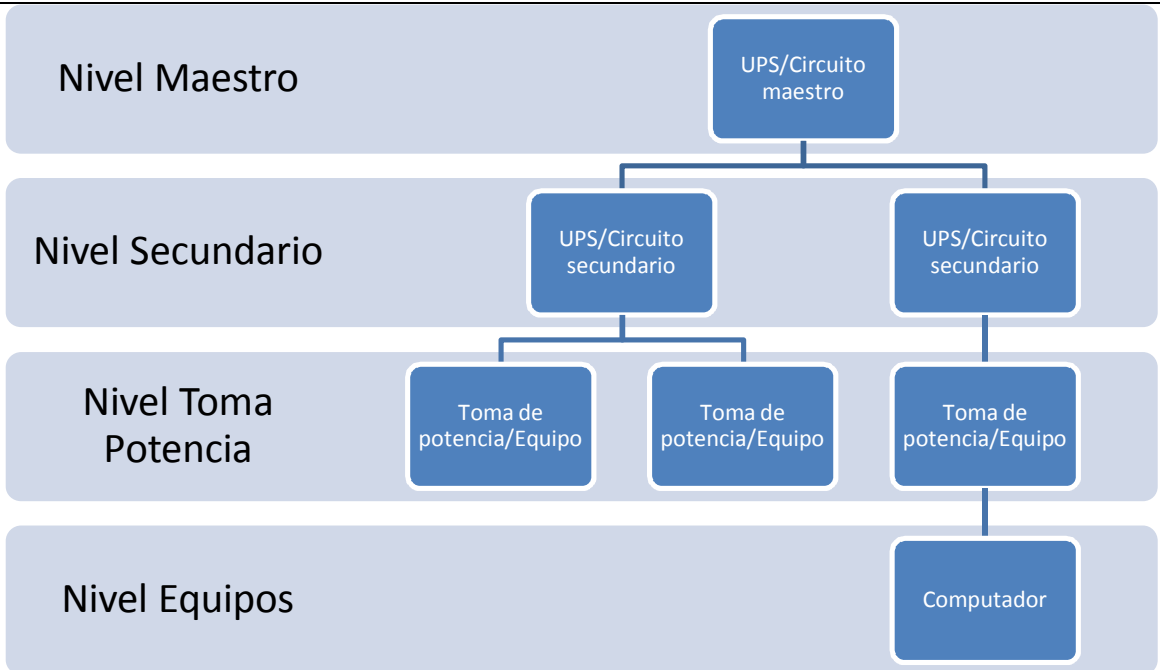 Nivel Maestro
UPS/Circuito
maestro
Nivel Secundario
UPS/Circuito
secundario
UPS/Circuito
secundario
Nivel Toma
Potencia
Toma de
potencia/Equipo
Toma de
potencia/Equipo
Toma de
potencia/Equipo
Nivel Equipos
Computador